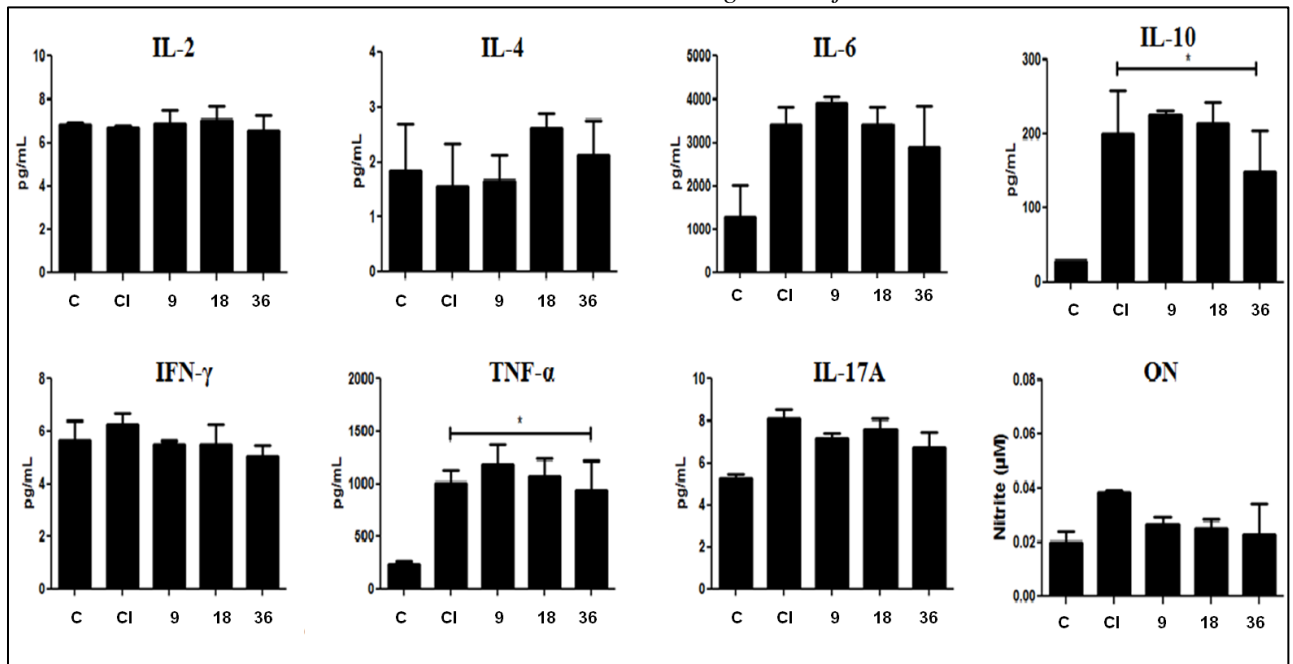 IL-2
10
8
6
4
2
0
pg/mL
C CI 9 18 36
IL-4
4
3
2
1
0
pg/mL
C CI 9 18 36
IL-6
5000
4000
3000
2000
1000
0
pg/mL
C CI 9 18 36
IL-10
*
300
200
100
0
pg/mL
C CI 9 18 36
IFN-γ
8
6
4
2
0
pg/mL
C CI 9 18 36
TNF-α
*
2000
1500
1000
500
0
pg/mL
C CI 9 18 36
IL-17A
10
8
6
4
2
0
pg/mL
C CI 9 18 36
ON
0.08
0.06
0.04
0.02
0.00
Nitrite (µM)
C CI 9 18 36